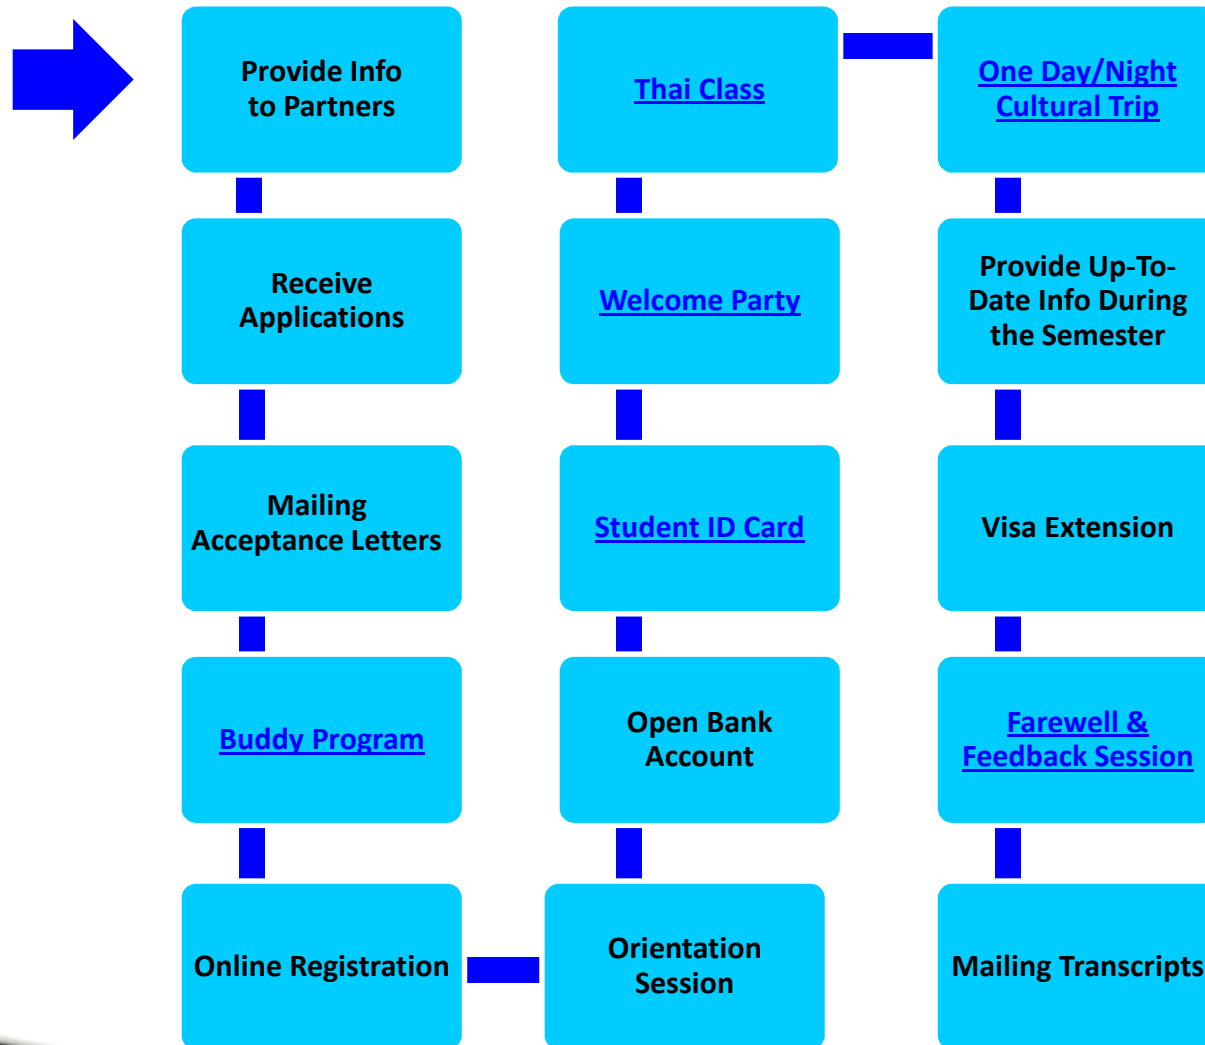 Provide Info
to Partners
Receive
Applications
Mailing
Acceptance Letters
Buddy Program
Online Registration
Orientation
Session
Open Bank
Account
Student ID Card
Welcome Party
Thai Class
One Day/Night
Cultural Trip
Provide Up-To-
Date Info During
the Semester
Visa Extension
Farewell &
Feedback Session
Mailing Transcripts